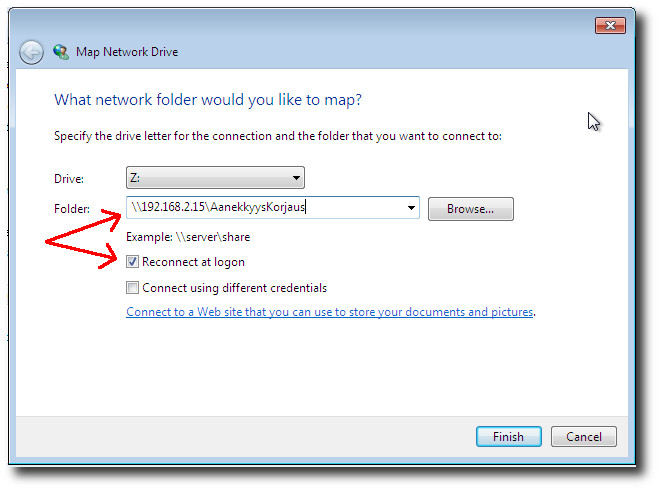 Map Network Drive
What network folder would you like to map?
Specify the drive letter for the connection and the folder that you want to connect to:
Drive: Z:
Folder: \\192.168.2.15\AanekkyysKorjaus Browse...
Example: \\server\share
Reconnect at logon
Connect using different credentials
Connect to a Web site that you can use to store your documents and pictures.
Finish Cancel